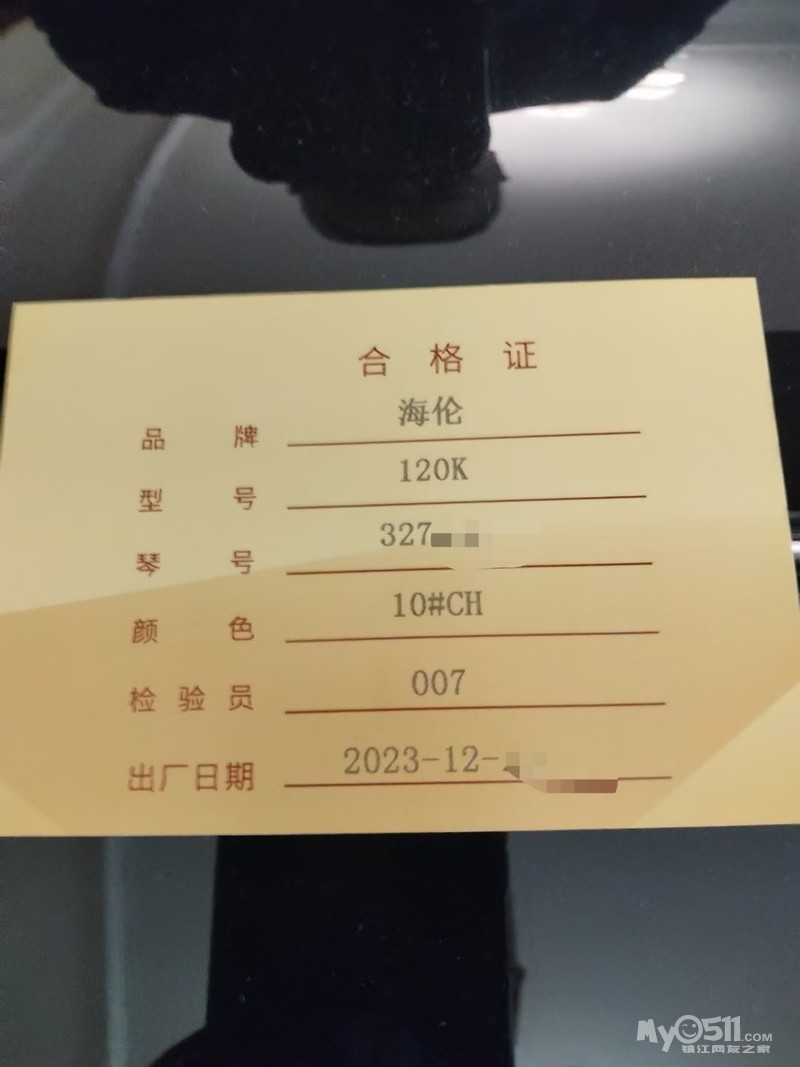 合格证
品牌 海伦
型号 120K
琴号 327
颜色 10#CH
检验员 007
出厂日期 2023-12-
My0511.COM
镇江网友之家